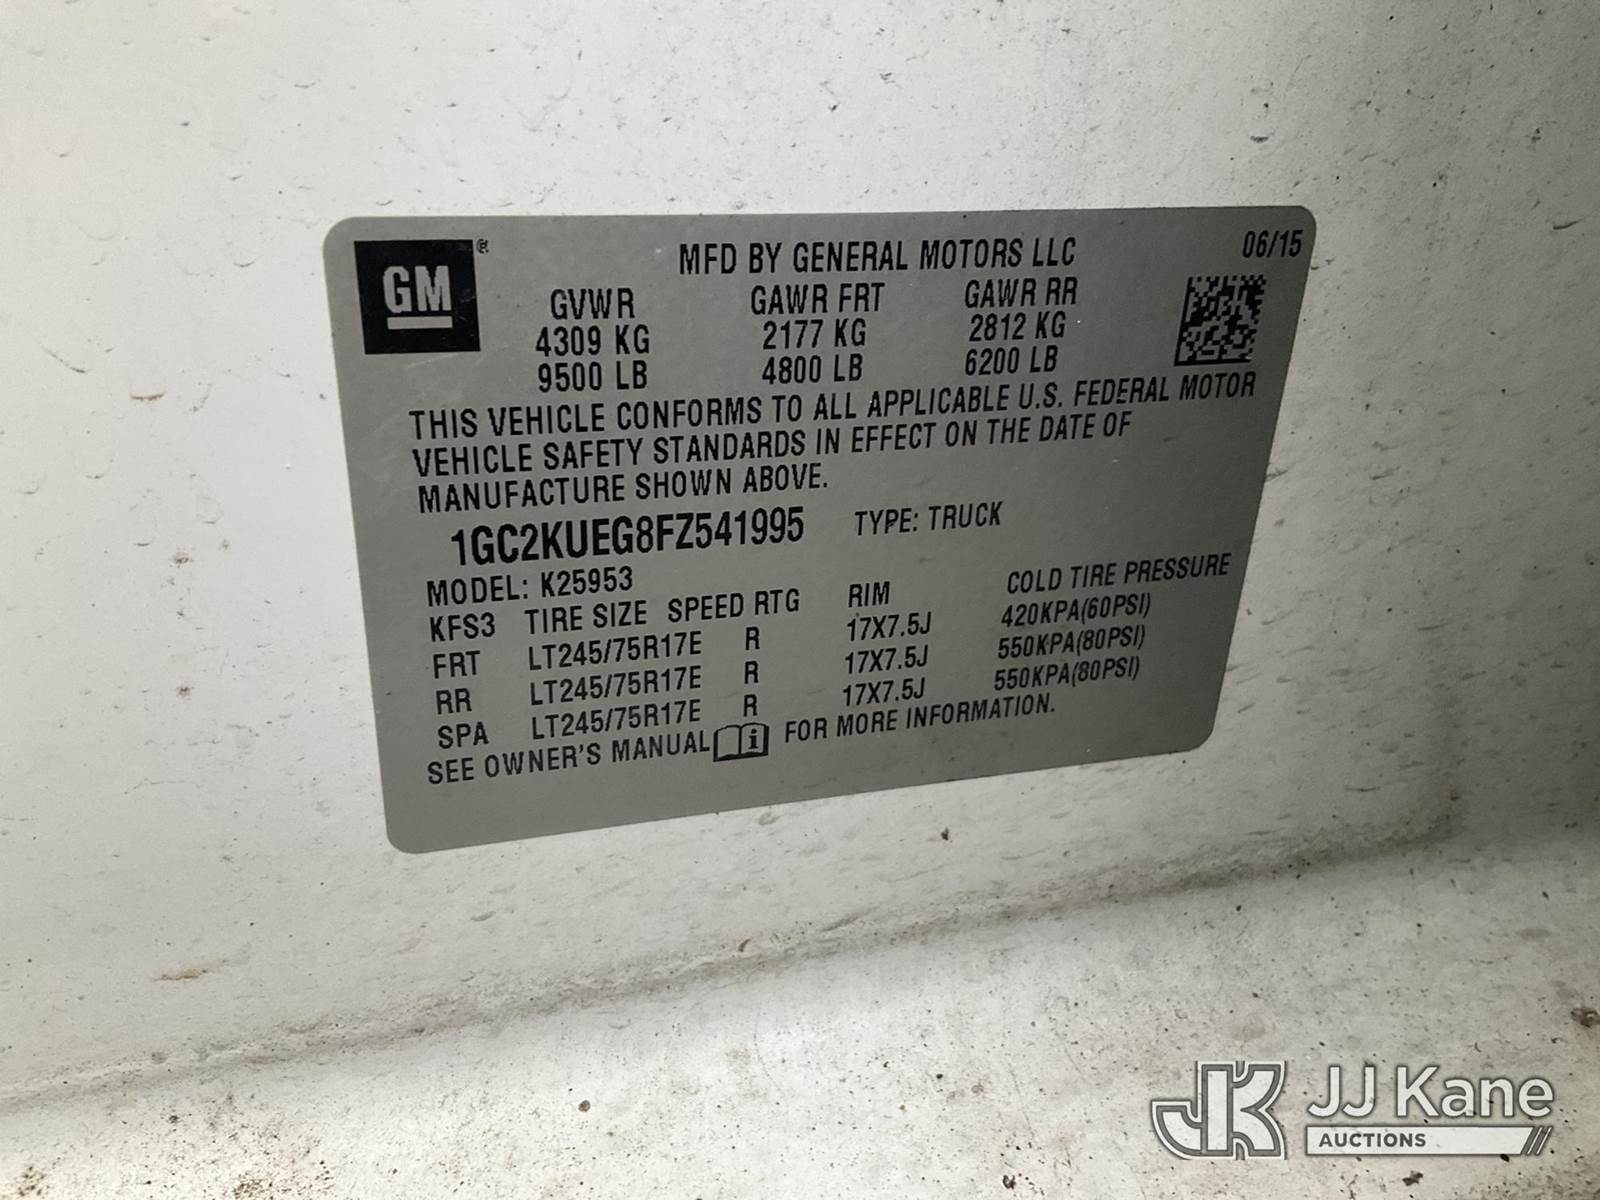 GM®
MFD BY GENERAL MOTORS LLC 06/15
GVWR GAWR FRT GAWR RR
4309 KG 2177 KG 2812 KG
9500 LB 4800 LB 6200 LB
THIS VEHICLE CONFORMS TO ALL APPLICABLE U.S. FEDERAL MOTOR
VEHICLE SAFETY STANDARDS IN EFFECT ON THE DATE OF
MANUFACTURE SHOWN ABOVE.
1GC2KUEG8FZ541995 TYPE: TRUCK
MODEL: K25953
KFS3 TIRE SIZE SPEED RTG RIM COLD TIRE PRESSURE
FRT LT245/75R17E R 17X7.5J 420KPA(60PSI)
RR LT245/75R17E R 17X7.5J 550KPA(80PSI)
SPA LT245/75R17E R 17X7.5J 550KPA(80PSI)
SEE OWNER'S MANUAL i FOR MORE INFORMATION.
JK JJ Kane
AUCTIONS